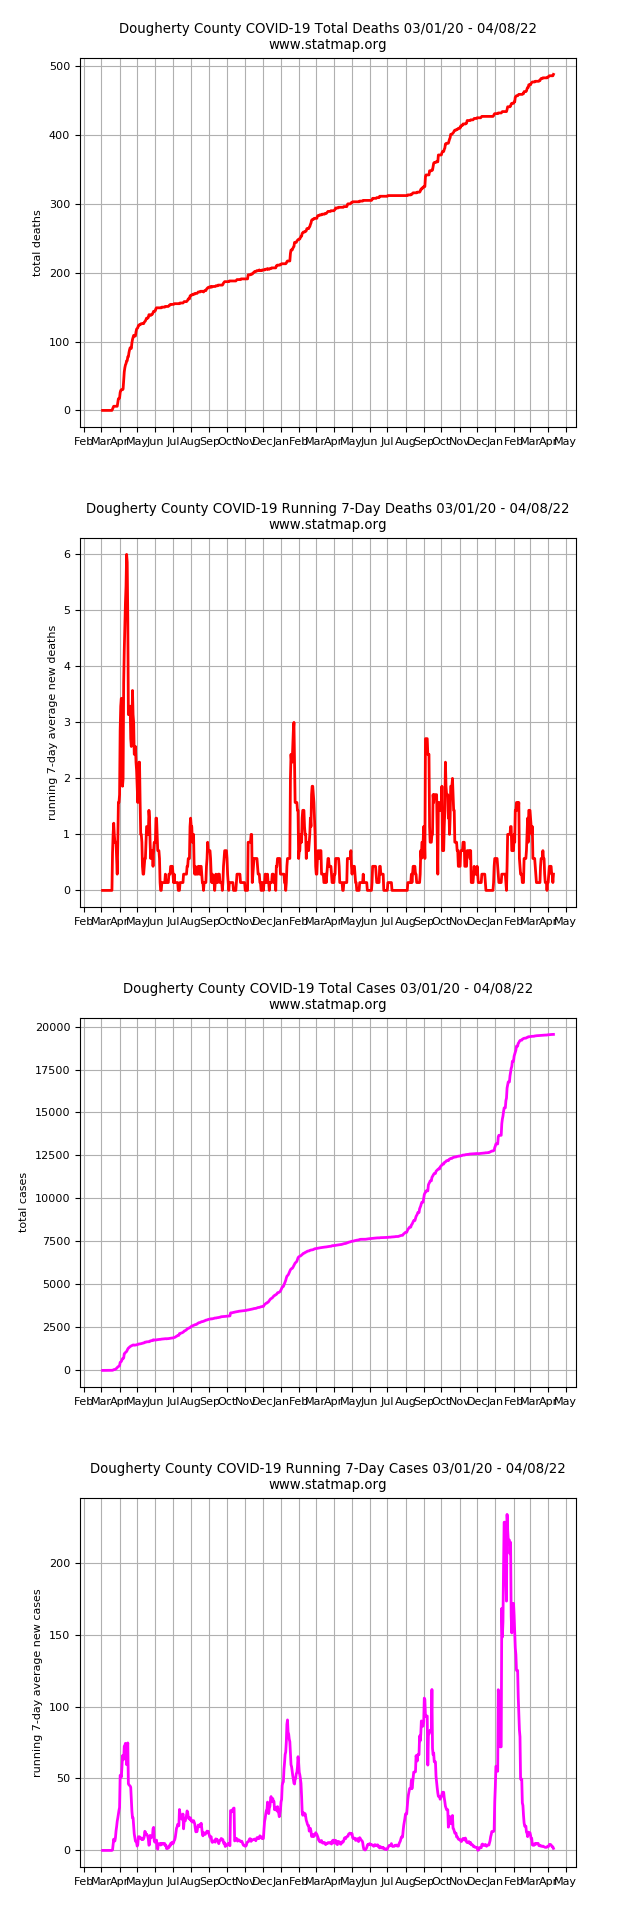 Dougherty County COVID-19 Total Deaths 03/01/20 - 04/08/22
www.statmap.org
500
400
300
200
100
0
total deaths
Feb Mar Apr May Jun Jul Aug Sep Oct Nov Dec Jan Feb Mar Apr May Jun Jul Aug Sep Oct Nov Dec Jan Feb Mar Apr May
Dougherty County COVID-19 Running 7-Day Deaths 03/01/20 - 04/08/22
www.statmap.org
6
5
4
3
2
1
0
running 7-day average new deaths
Feb Mar Apr May Jun Jul Aug Sep Oct Nov Dec Jan Feb Mar Apr May Jun Jul Aug Sep Oct Nov Dec Jan Feb Mar Apr May
Dougherty County COVID-19 Total Cases 03/01/20 - 04/08/22
www.statmap.org
20000
17500
15000
12500
10000
7500
5000
2500
0
total cases
Feb Mar Apr May Jun Jul Aug Sep Oct Nov Dec Jan Feb Mar Apr May Jun Jul Aug Sep Oct Nov Dec Jan Feb Mar Apr May
Dougherty County COVID-19 Running 7-Day Cases 03/01/20 - 04/08/22
www.statmap.org
200
150
100
50
0
running 7-day average new cases
Feb Mar Apr May Jun Jul Aug Sep Oct Nov Dec Jan Feb Mar Apr May Jun Jul Aug Sep Oct Nov Dec Jan Feb Mar Apr May